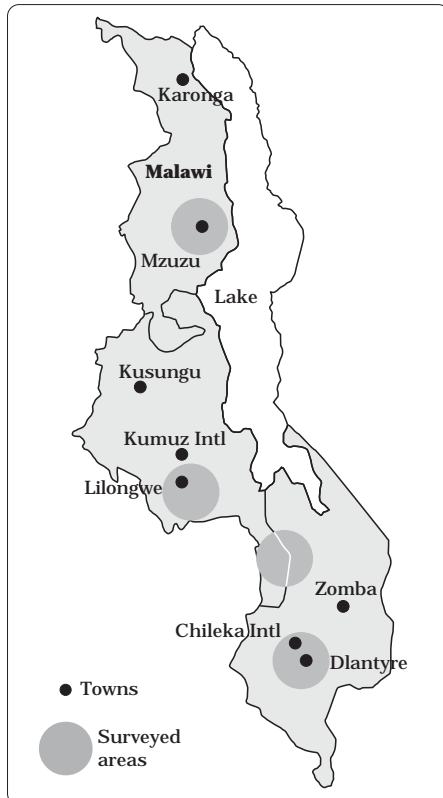 Karonga
Malawi
Mzuzu
Lake
Kusungu
Kumuz Intl
Lilongwe
Zomba
Chileka Intl
Dlantyre
Towns
Surveyed
areas